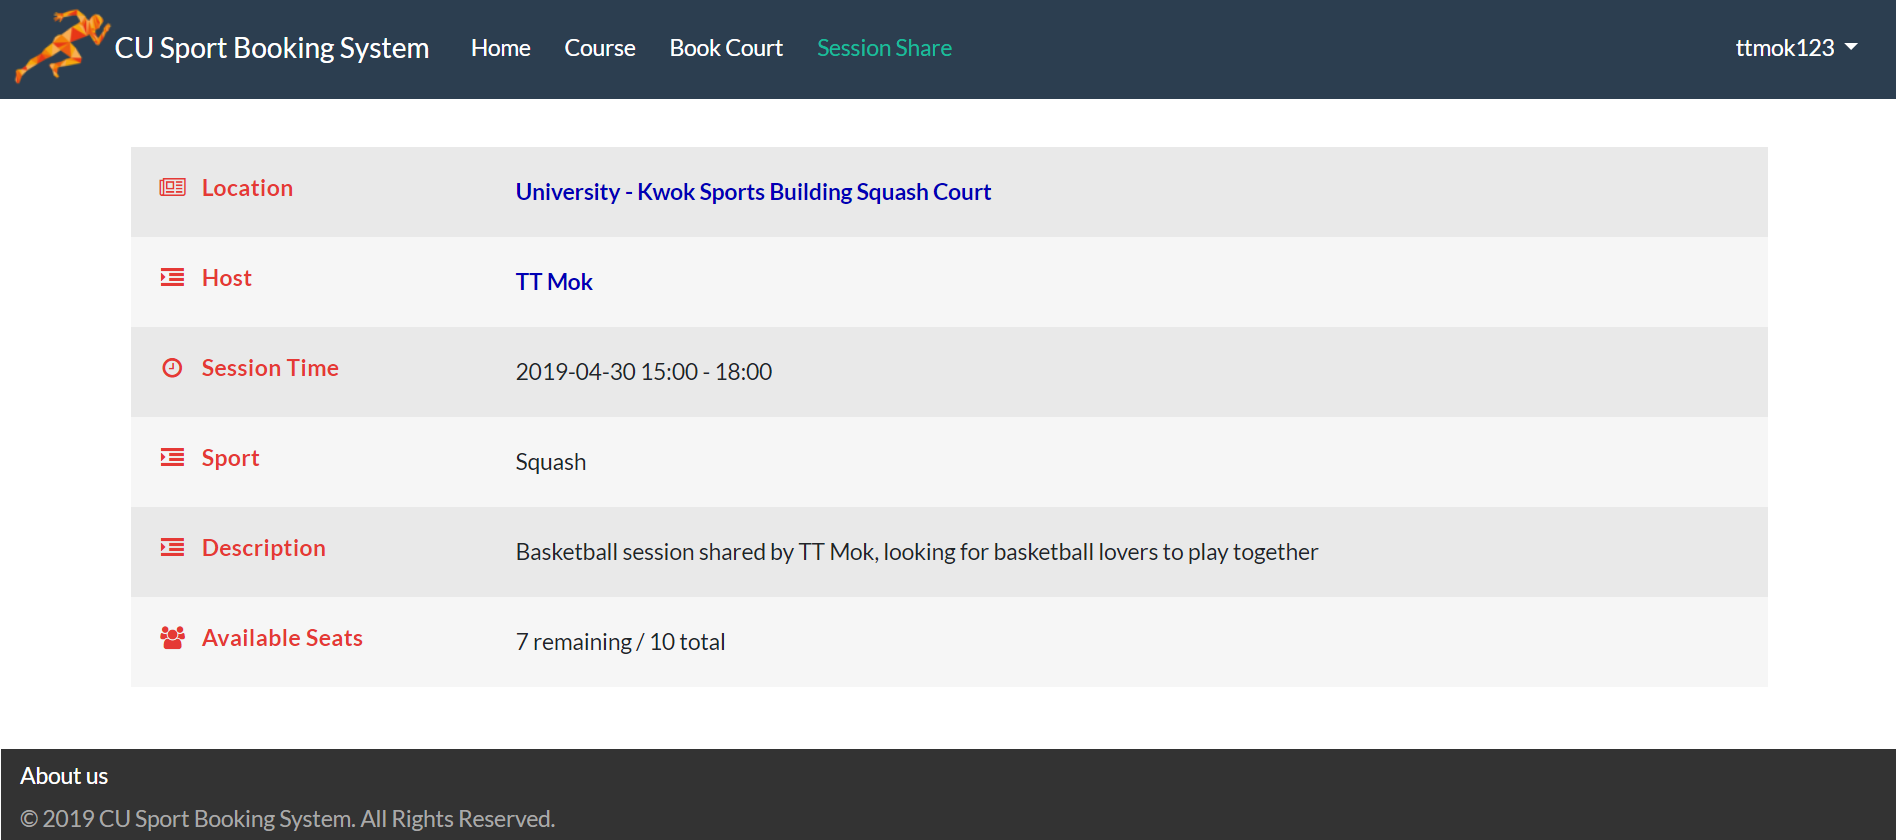 CU Sport Booking System Home Course Book Court Session Share ttmok123
Location University - Kwok Sports Building Squash Court
Host TT Mok
Session Time 2019-04-30 15:00 - 18:00
Sport Squash
Description Basketball session shared by TT Mok, looking for basketball lovers to play together
Available Seats 7 remaining / 10 total
About us
© 2019 CU Sport Booking System. All Rights Reserved.